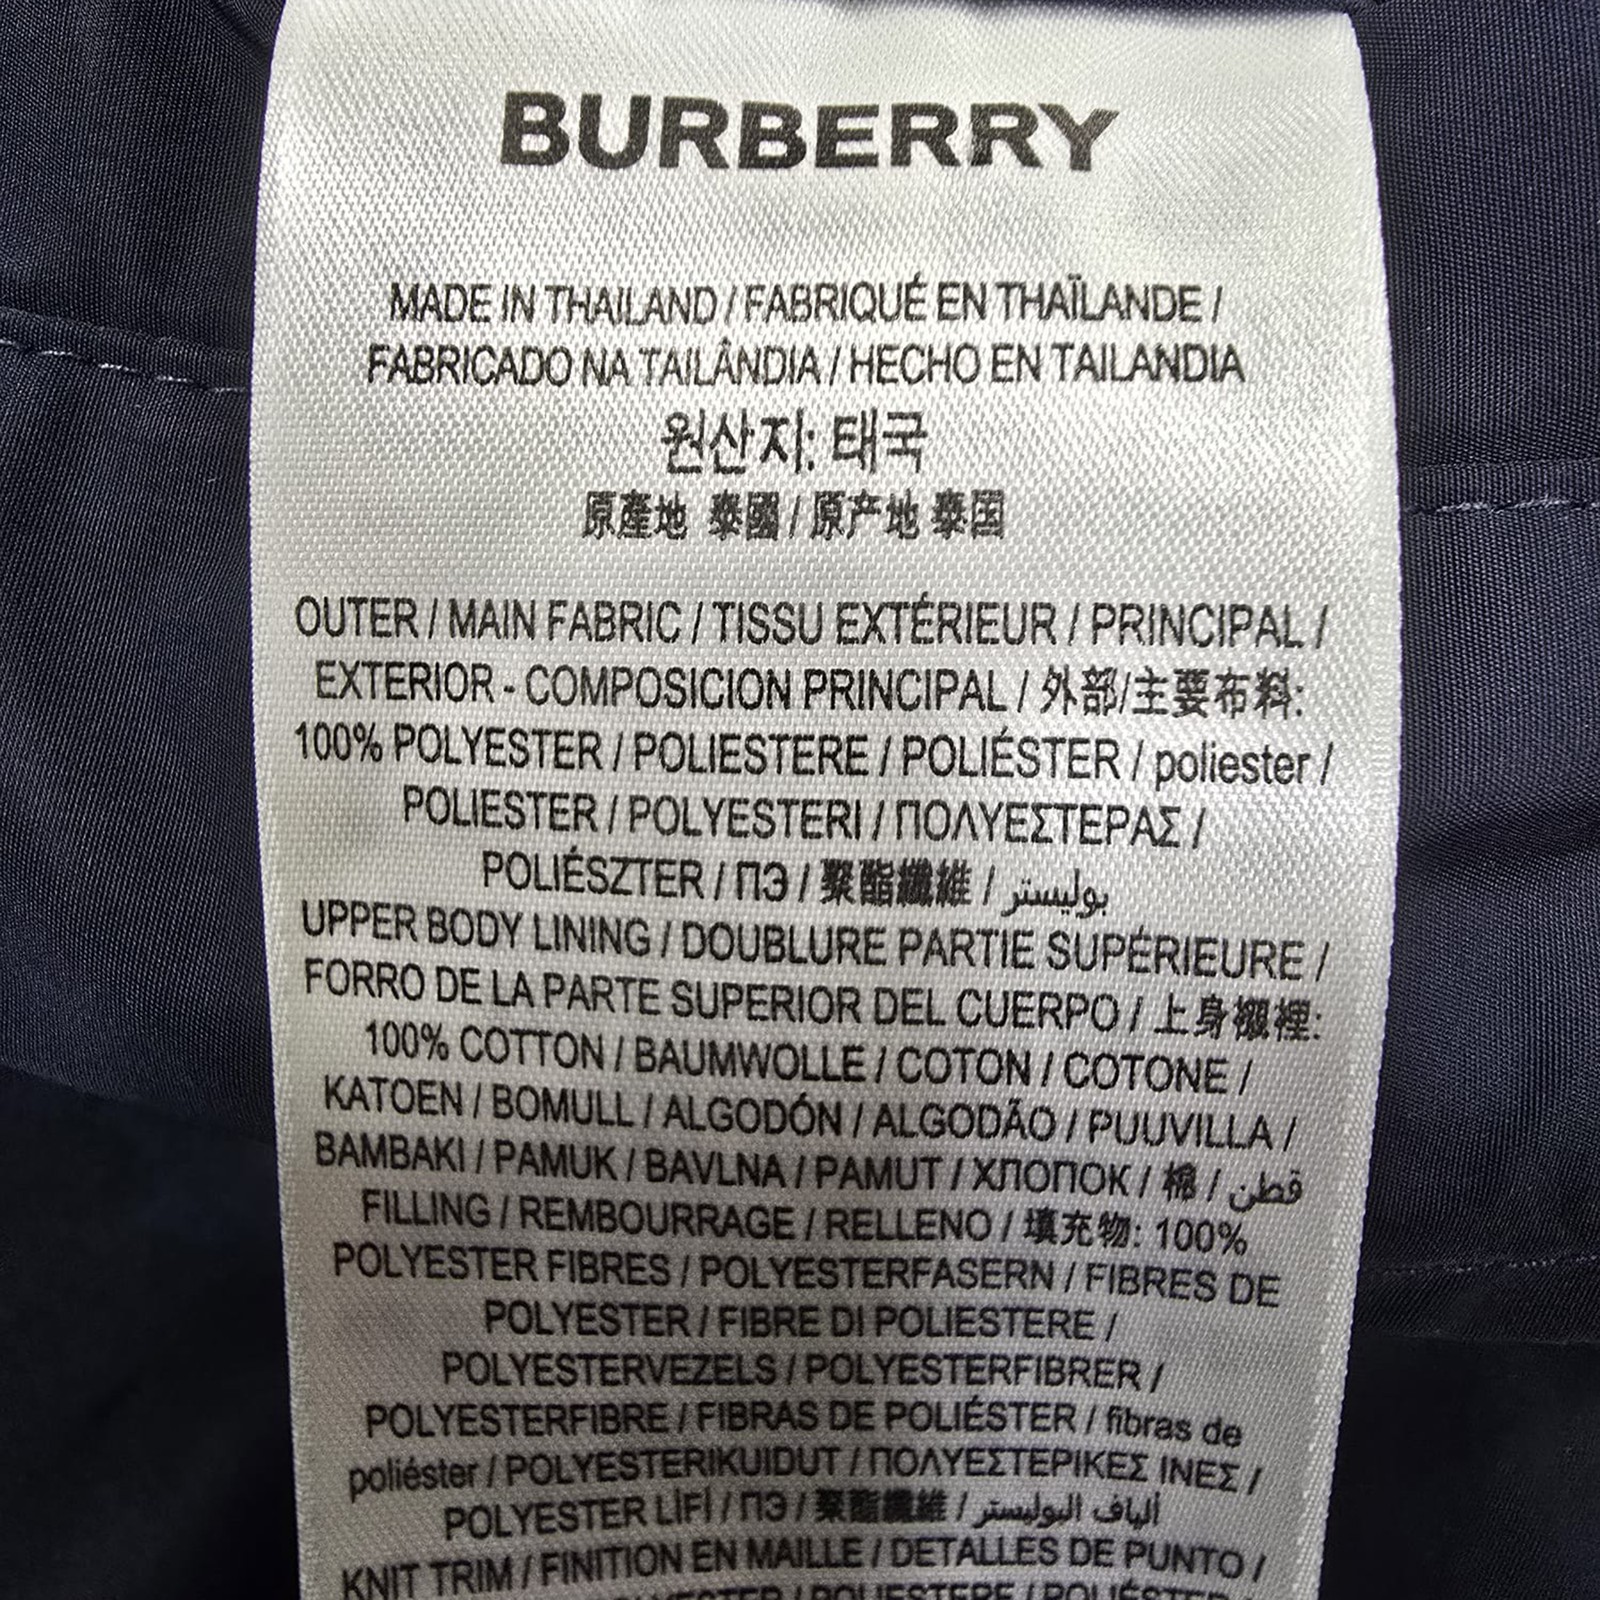 BURBERRY
MADE IN THAILAND / FABRIQUÉ EN THAÏLANDE /
FABRICADO NA TAILÂNDIA / HECHO EN TAILANDIA
원산지: 태국
原產地 泰國 / 原产地 泰国
OUTER / MAIN FABRIC / TISSU EXTÉRIEUR / PRINCIPAL /
EXTERIOR - COMPOSICION PRINCIPAL / 外部/主要布料:
100% POLYESTER / POLIESTERE / POLIÉSTER / poliester /
POLIESTER / POLYESTERI / ΠΟΛΥΕΣΤΕΡΑΣ /
POLIÉSZTER / ПЭ / 聚酯纖維 / بوليستر
UPPER BODY LINING / DOUBLURE PARTIE SUPÉRIEURE /
FORRO DE LA PARTE SUPERIOR DEL CUERPO / 上身襯裡:
100% COTTON / BAUMWOLLE / COTON / COTONE /
KATOEN / BOMULL / ALGODÓN / ALGODÃO / PUUVILLA /
BAMBAKI / PAMUK / BAVLNA / PAMUT / ХЛОПОК / 棉 / قطن
FILLING / REMBOURRAGE / RELLENO / 填充物: 100%
POLYESTER FIBRES / POLYESTERFASERN / FIBRES DE
POLYESTER / FIBRE DI POLIESTERE /
POLYESTERVEZELS / POLYESTERFIBRER /
POLYESTERFIBRE / FIBRAS DE POLIÉSTER / fibras de
poliéster / POLYESTERIKUIDUT / ΠΟΛΥΕΣΤΕΡΙΚΕΣ ΙΝΕΣ /
POLYESTER LİFİ / ПЭ / 聚酯纖維 / ألياف البوليستر
KNIT TRIM / FINITION EN MAILLE / DETALLES DE PUNTO /
POLYESTER / POLIESTERE / POLIÉSTER